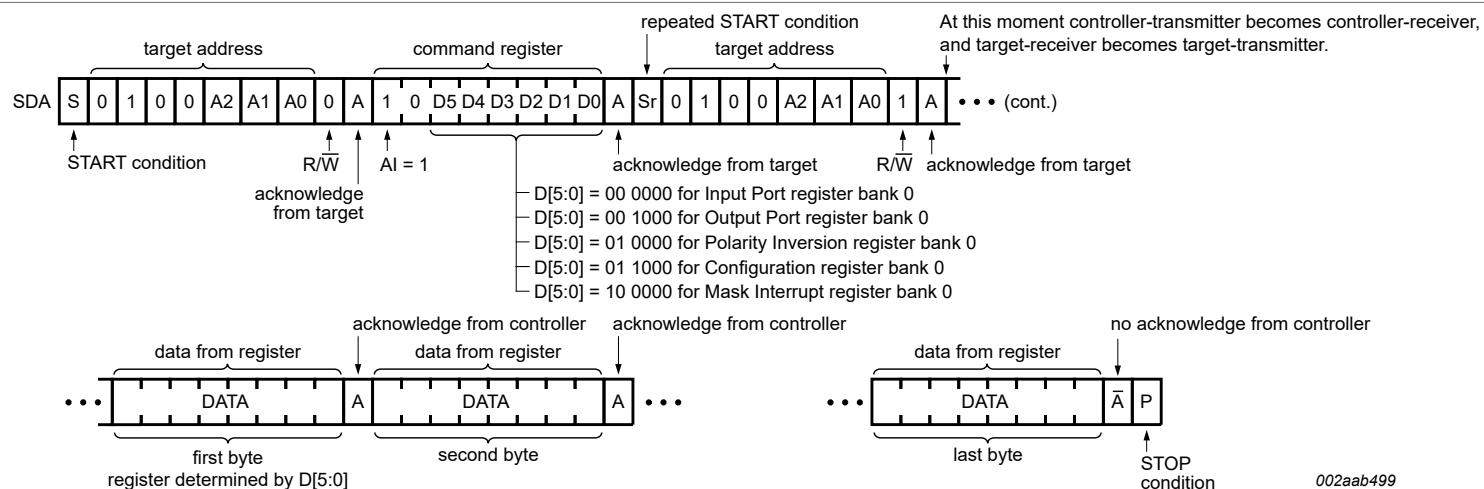 repeated START condition
At this moment controller-transmitter becomes controller-receiver,
and target-receiver becomes target-transmitter.
target address
command register
target address
SDA S 0 1 0 0 A2 A1 A0 0 A 1 0 D5 D4 D3 D2 D1 D0 A Sr 0 1 0 0 A2 A1 A0 1 A • • • (cont.)
START condition
R/W̅
AI = 1
acknowledge from target
R/W̅
acknowledge from target
acknowledge
from target
D[5:0] = 00 0000 for Input Port register bank 0
D[5:0] = 00 1000 for Output Port register bank 0
D[5:0] = 01 0000 for Polarity Inversion register bank 0
D[5:0] = 01 1000 for Configuration register bank 0
D[5:0] = 10 0000 for Mask Interrupt register bank 0
acknowledge from controller
acknowledge from controller
no acknowledge from controller
data from register
data from register
data from register
• • • DATA A DATA A • • • • • • DATA A̅ P
first byte
register determined by D[5:0]
second byte
last byte
STOP
condition
002aab499